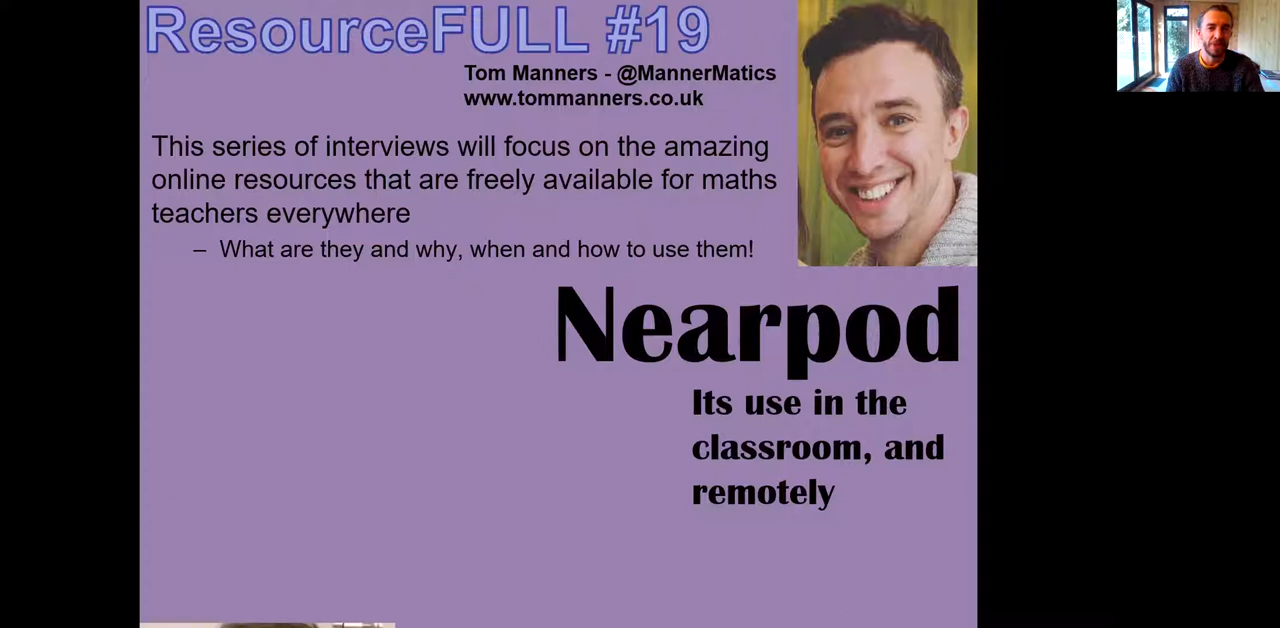 ResourceFULL #19
Tom Manners - @MannerMatics
www.tommanners.co.uk
This series of interviews will focus on the amazing
online resources that are freely available for maths
teachers everywhere
– What are they and why, when and how to use them!
Nearpod
Its use in the
classroom, and
remotely